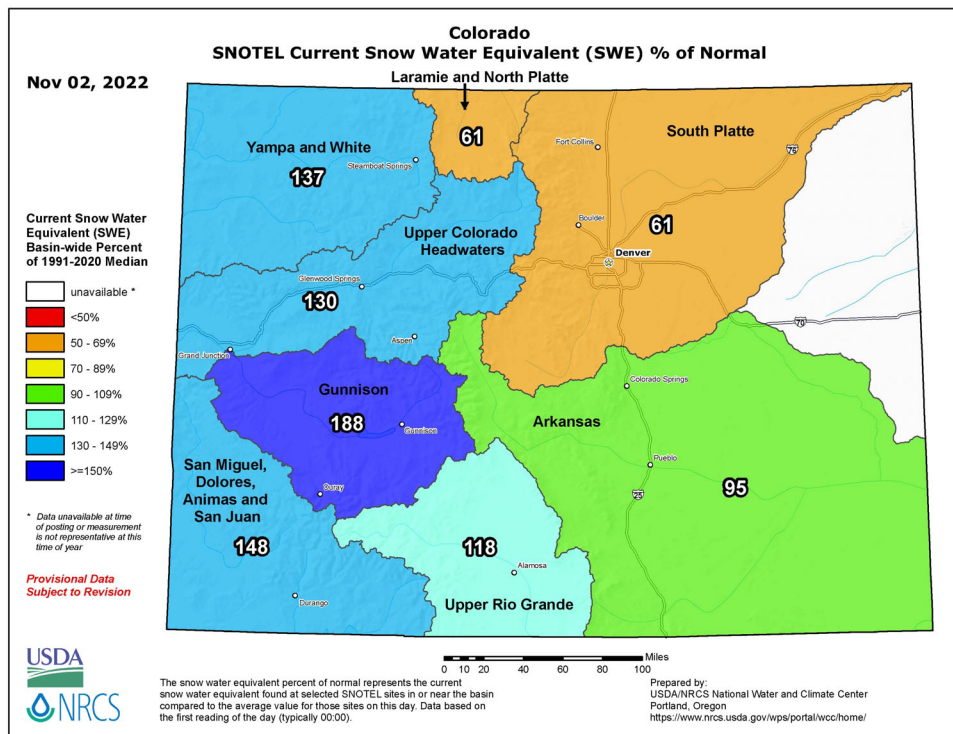 Colorado
SNOTEL Current Snow Water Equivalent (SWE) % of Normal
Nov 02, 2022
Laramie and North Platte
61
South Platte
Fort Collins
76
Yampa and White
Steamboat Springs
137
Boulder
61
Denver
Current Snow Water
Equivalent (SWE)
Basin-wide Percent
of 1991-2020 Median
unavailable *
<50%
50 - 69%
70 - 89%
90 - 109%
110 - 129%
130 - 149%
>=150%
Upper Colorado
Headwaters
Glenwood Springs
130
70
Aspen
Grand Junction
Gunnison
188
Gunnison
Colorado Springs
Arkansas
Pueblo
San Miguel,
Dolores,
Animas and
San Juan
148
Ouray
25
95
118
Alamosa
Upper Rio Grande
Durango
* Data unavailable at time
of posting or measurement
is not representative at this
time of year
Provisional Data
Subject to Revision
USDA
NRCS
Miles
0 10 20 40 60 80 100
The snow water equivalent percent of normal represents the current
snow water equivalent found at selected SNOTEL sites in or near the basin
compared to the average value for those sites on this day. Data based on
the first reading of the day (typically 00:00).
Prepared by:
USDA/NRCS National Water and Climate Center
Portland, Oregon
https://www.nrcs.usda.gov/wps/portal/wcc/home/